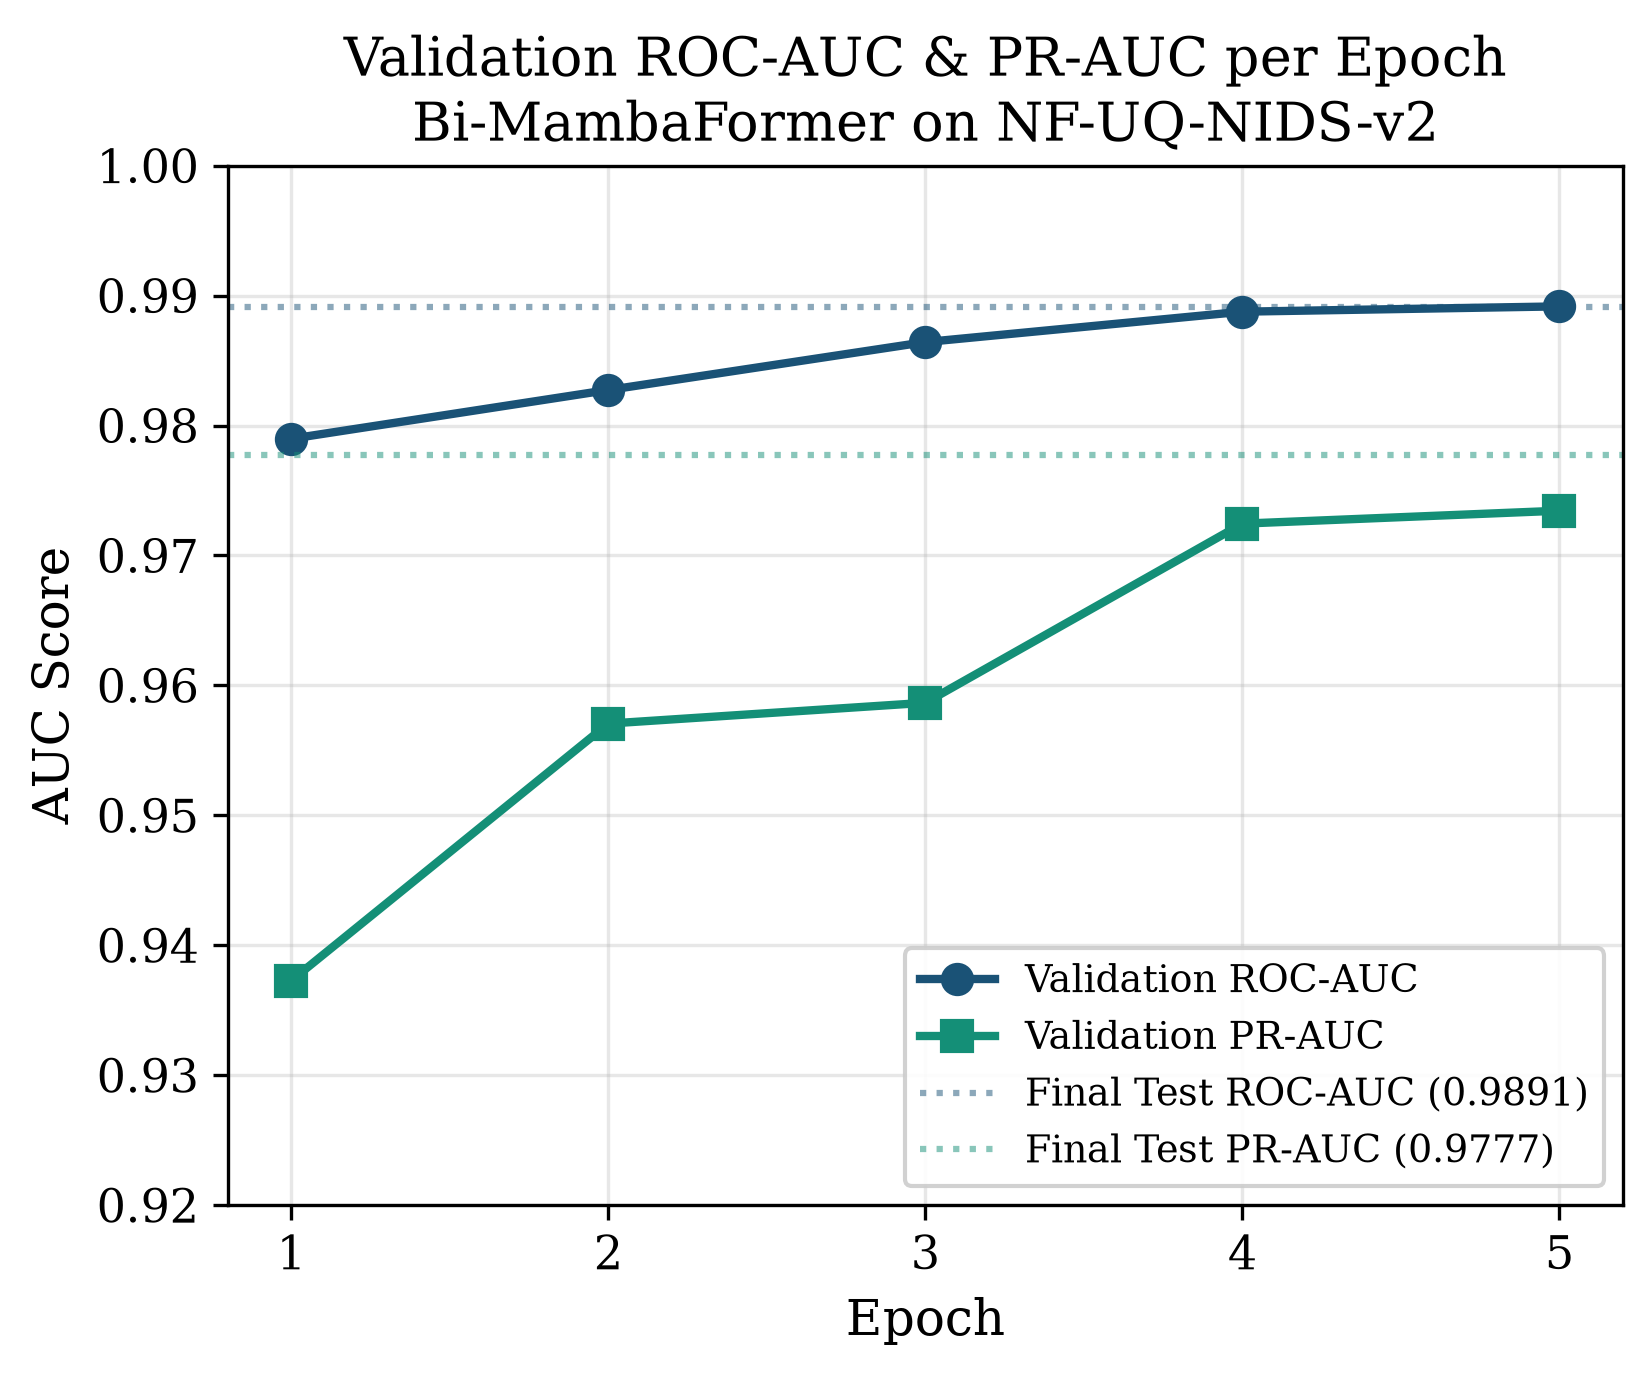 Validation ROC-AUC & PR-AUC per Epoch
Bi-MambaFormer on NF-UQ-NIDS-v2
1.00
0.99
0.98
0.97
0.96
0.95
0.94
0.93
0.92
AUC Score
Validation ROC-AUC
Validation PR-AUC
Final Test ROC-AUC (0.9891)
Final Test PR-AUC (0.9777)
1 2 3 4 5
Epoch